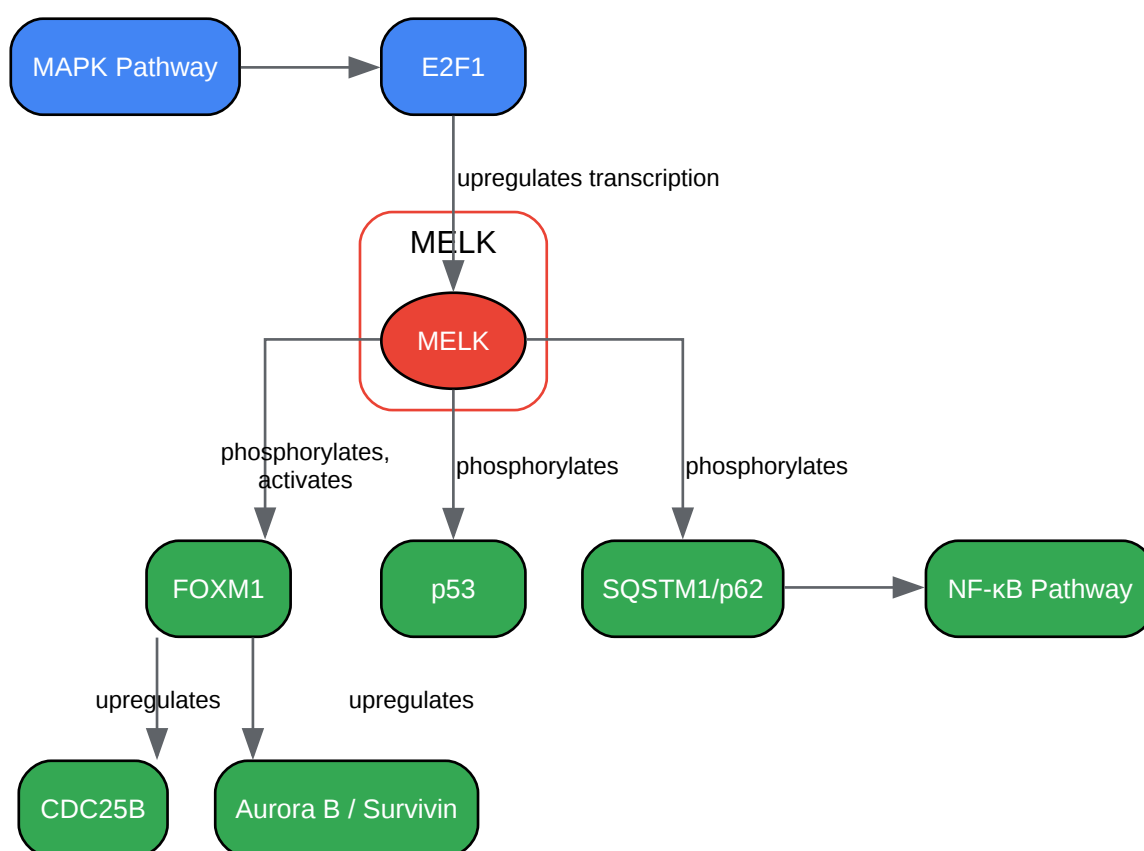 MAPK Pathway
E2F1
upregulates transcription
MELK
MELK
phosphorylates,
activates
phosphorylates
phosphorylates
FOXM1
p53
SQSTM1/p62
NF-κB Pathway
upregulates
upregulates
CDC25B
Aurora B / Survivin